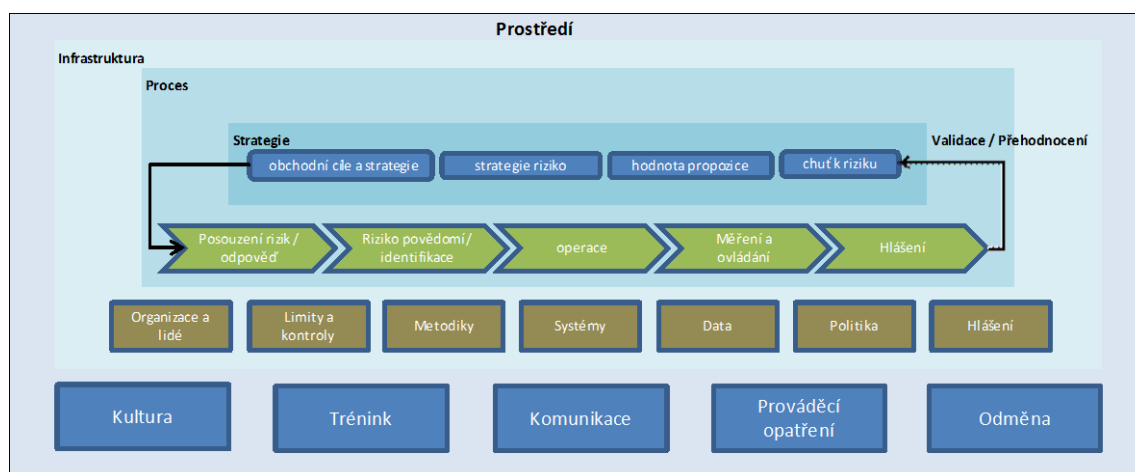 Prostředí
Infrastruktura
Proces
Strategie
Validace / Přehodnocení
obchodní cíle a strategie
strategie riziko
hodnota propozice
chuť k riziku
Posouzení rizik /
odpověď
Riziko povědomí/
identifikace
operace
Měření a
ovládání
Hlášení
Organizace a
lidé
Limity a
kontroly
Metodiky
Systémy
Data
Politika
Hlášení
Kultura
Trénink
Komunikace
Prováděcí
opatření
Odměna